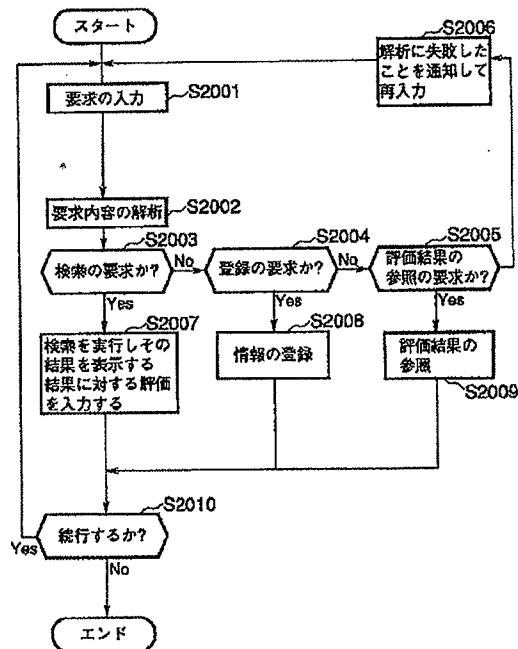 スタート
S2006
解析に失敗した
ことを通知して
再入力
S2001
要求の入力
S2002
要求内容の解析
S2003
検索の要求か?
No
S2004
登録の要求か?
No
S2005
評価結果の
参照の要求か?
Yes
Yes
Yes
S2007
検索を実行しその
結果を表示する
結果に対する評価
を入力する
S2008
情報の登録
評価結果の
参照
S2009
S2010
続行するか?
Yes
No
エンド